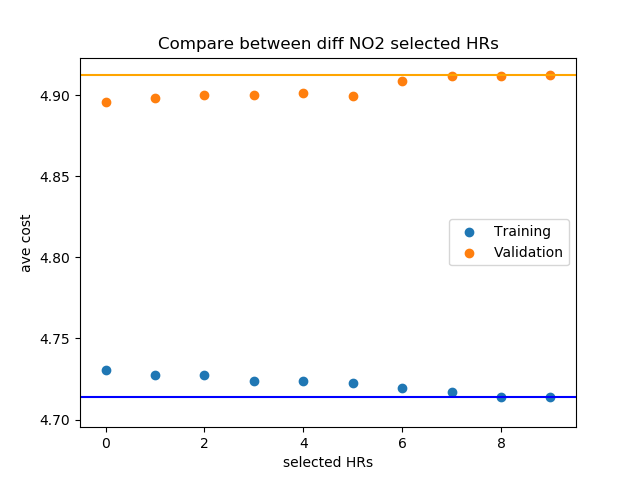 Compare between diff NO2 selected HRs
4.90
4.85
4.80
4.75
4.70
ave cost
Training
Validation
0 2 4 6 8
selected HRs